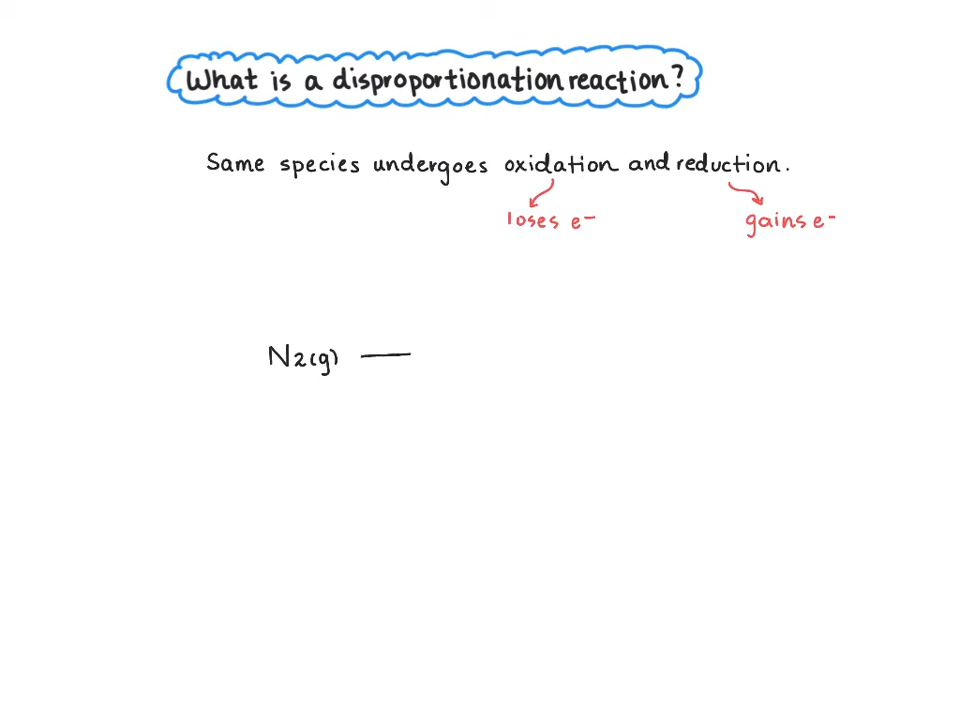 What is a disproportionation reaction?
Same species undergoes oxidation and reduction.
loses e⁻ gains e⁻
N₂(g) —